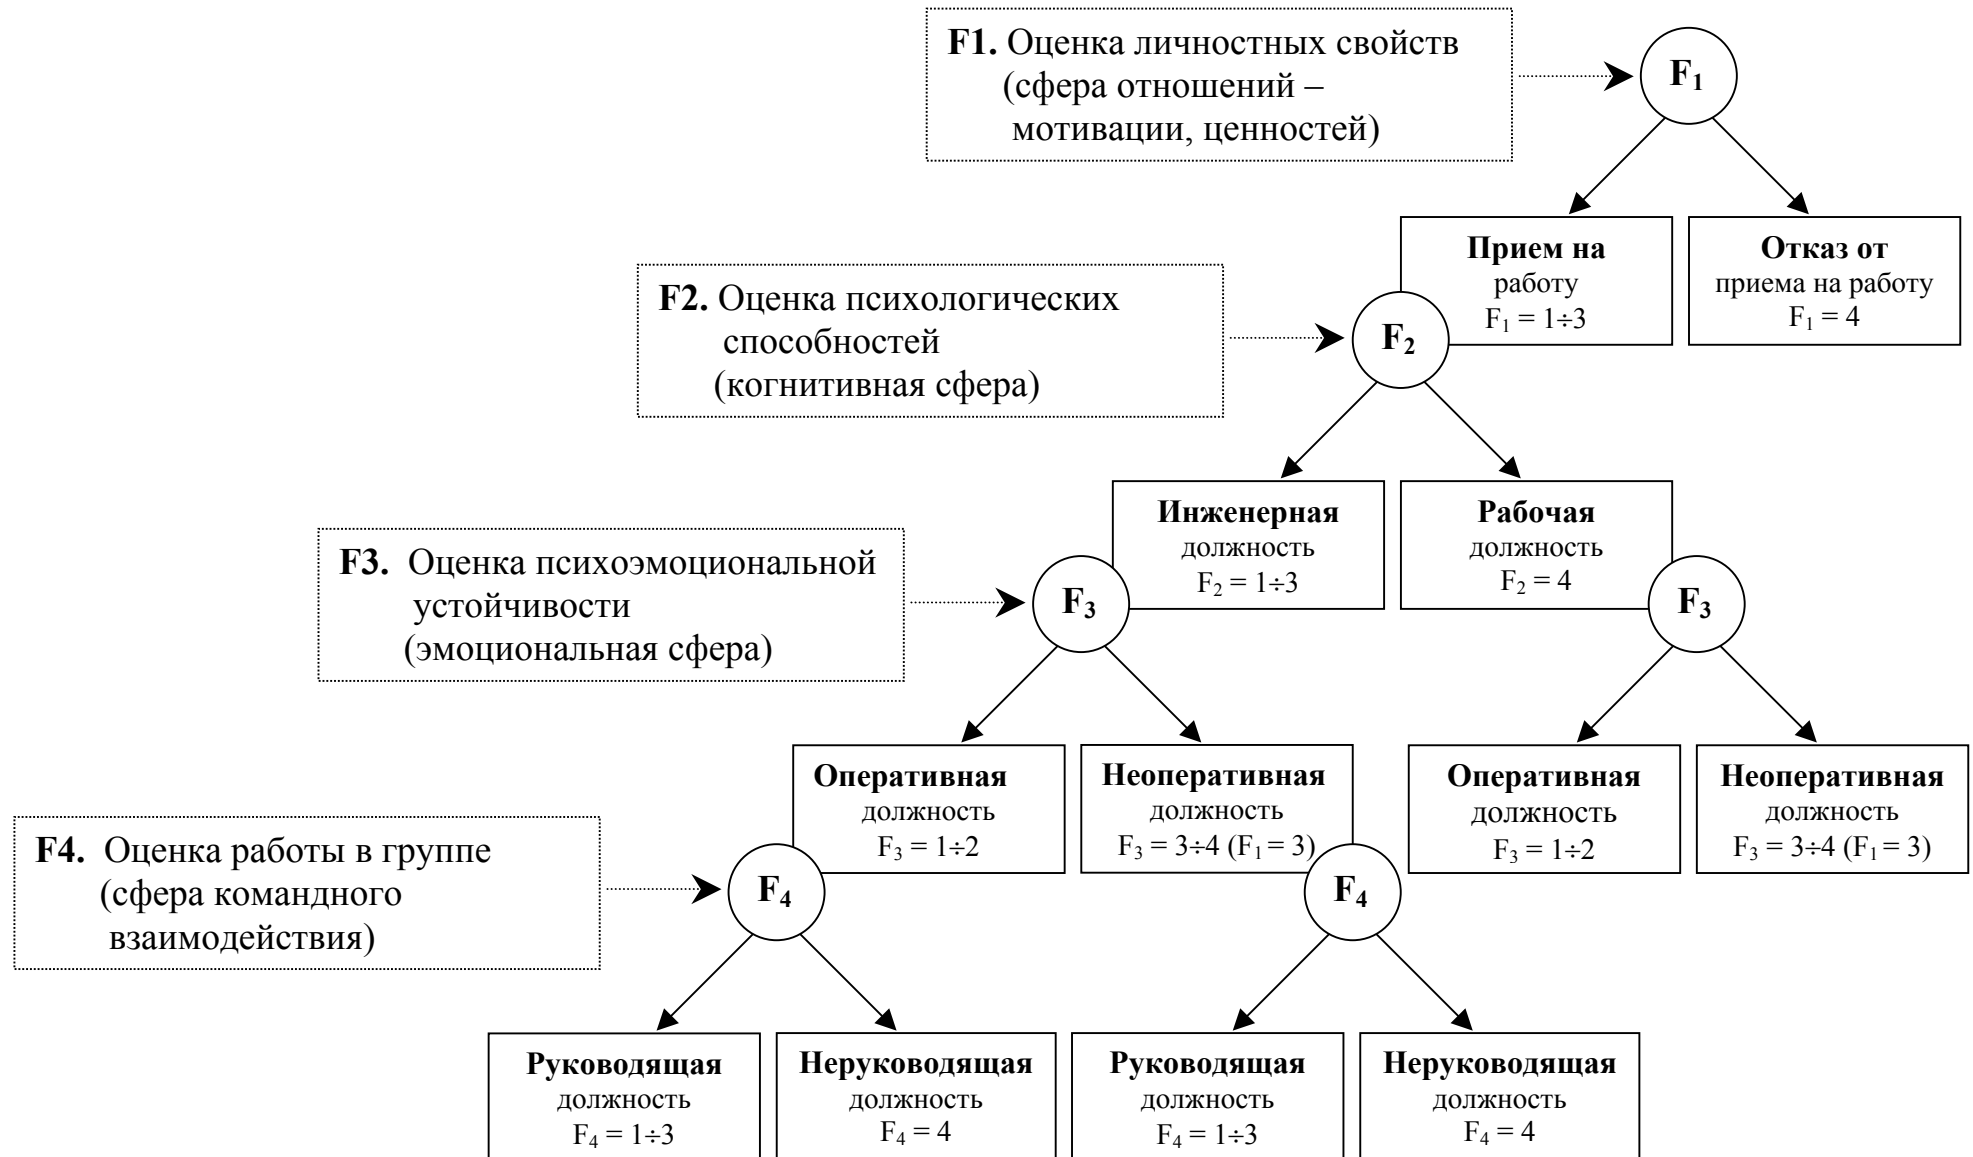 F1. Оценка личностных свойств
(сфера отношений –
мотивации, ценностей)
F₁
Прием на
работу
F₁ = 1÷3
Отказ от
приема на работу
F₁ = 4
F2. Оценка психологических
способностей
(когнитивная сфера)
F₂
Инженерная
должность
F₂ = 1÷3
Рабочая
должность
F₂ = 4
F3. Оценка психоэмоциональной
устойчивости
(эмоциональная сфера)
F₃
F₃
Оперативная
должность
F₃ = 1÷2
Неоперативная
должность
F₃ = 3÷4 (F₁ = 3)
Оперативная
должность
F₃ = 1÷2
Неоперативная
должность
F₃ = 3÷4 (F₁ = 3)
F4. Оценка работы в группе
(сфера командного
взаимодействия)
F₄
F₄
Руководящая
должность
F₄ = 1÷3
Неруководящая
должность
F₄ = 4
Руководящая
должность
F₄ = 1÷3
Неруководящая
должность
F₄ = 4